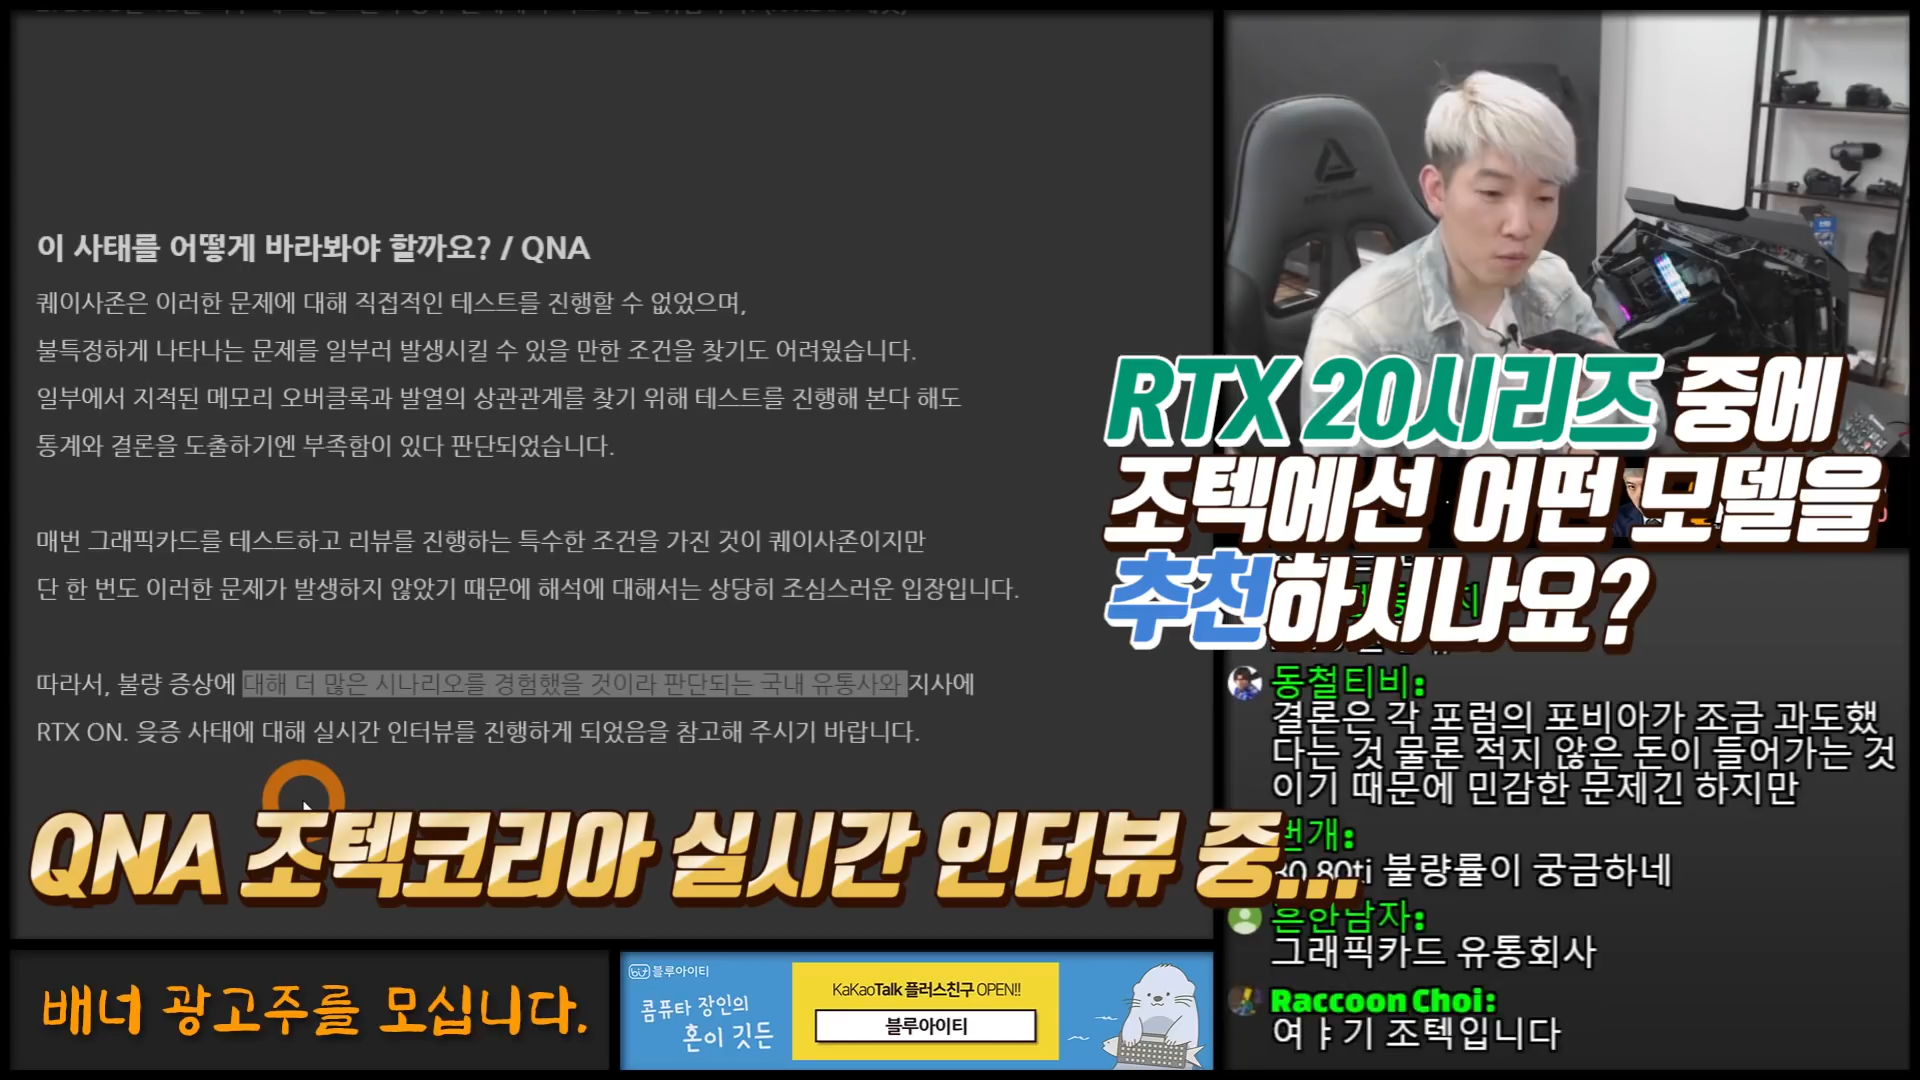 이 사태를 어떻게 바라봐야 할까요? / QNA
퀘이사존은 이러한 문제에 대해 직접적인 테스트를 진행할 수 없었으며,
불특정하게 나타나는 문제를 일부러 발생시킬 수 있을 만한 조건을 찾기도 어려웠습니다.
일부에서 지적된 메모리 오버클록과 발열의 상관관계를 찾기 위해 테스트를 진행해 본다 해도
통계와 결론을 도출하기엔 부족함이 있다 판단되었습니다.
매번 그래픽카드를 테스트하고 리뷰를 진행하는 특수한 조건을 가진 것이 퀘이사존이지만
단 한 번도 이러한 문제가 발생하지 않았기 때문에 해석에 대해서는 상당히 조심스러운 입장입니다.
따라서, 불량 증상에 대해 더 많은 시나리오를 경험했을 것이라 판단되는 국내 유통사와 지사에
RTX ON. 윷증 사태에 대해 실시간 인터뷰를 진행하게 되었음을 참고해 주시기 바랍니다.
RTX 20시리즈 중에
조텍에선 어떤 모델을
추천하시나요?
동철티비:
결론은 각 포럼의 포비아가 조금 과도했
다는 것 물론 적지 않은 돈이 들어가는 것
이기 때문에 민감한 문제긴 하지만
번개:
80ti 불량률이 궁금하네
흔한남자:
그래픽카드 유통회사
Raccoon Choi:
여ㅑ기 조텍입니다
QNA 조텍코리아 실시간 인터뷰 중...
배너 광고주를 모십니다.
블루아이티
콤퓨타 장인의
혼이 깃든
KaKaoTalk 플러스친구 OPEN!!
블루아이티